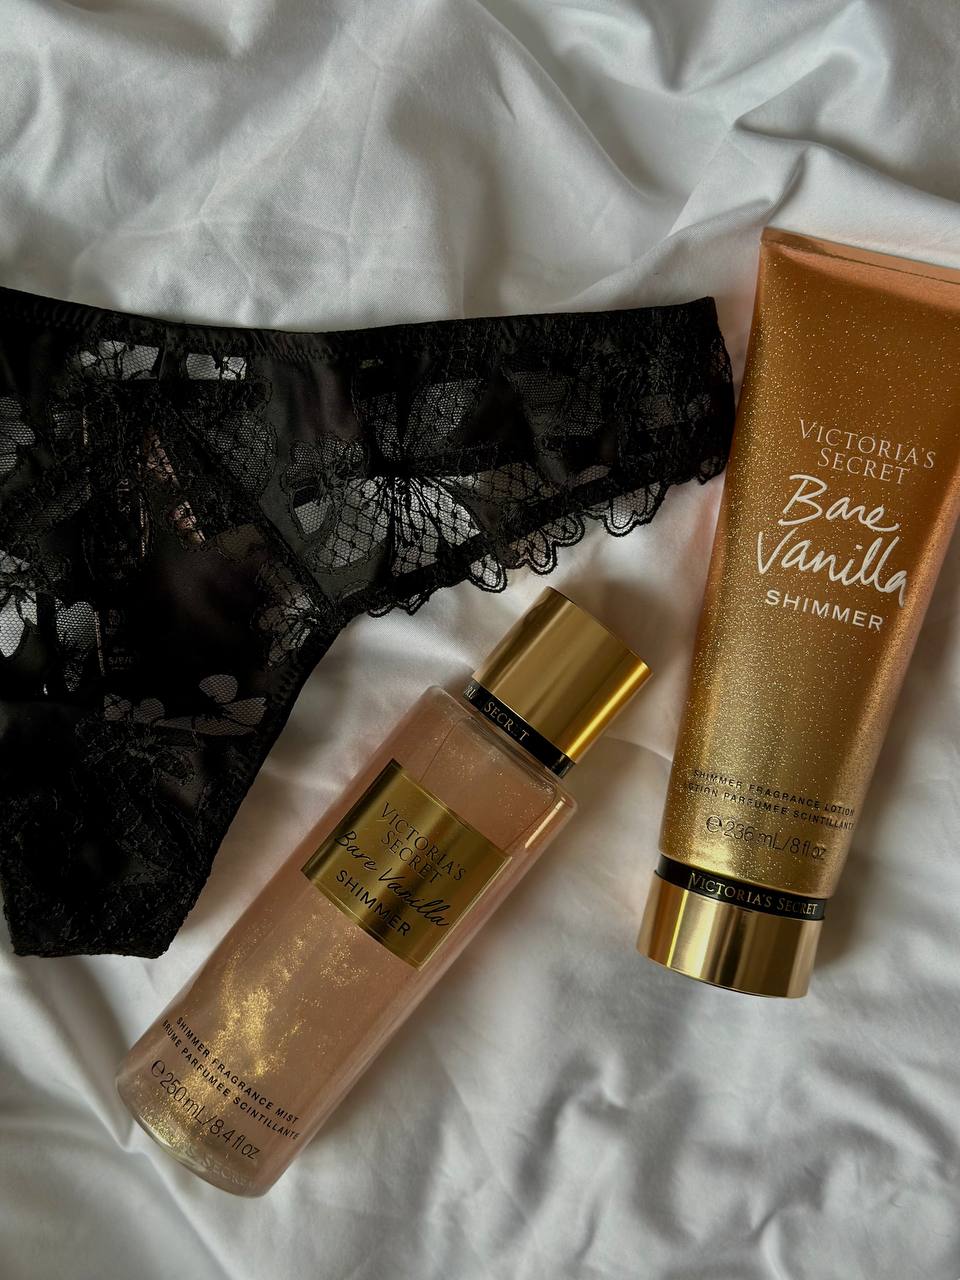 VICTORIA'S
SECRET
Bare
Vanilla
SHIMMER
SHIMMER FRAGRANCE LOTION
LOTION PARFUMÉE SCINTILLANTE
℮ 236 mL/8 fl oz
VICTORIA'S SECRET
SECRET
VICTORIA'S
SECRET
Bare Vanilla
SHIMMER
SHIMMER FRAGRANCE MIST
BRUME PARFUMÉE SCINTILLANTE
℮ 250 mL/8.4 fl oz